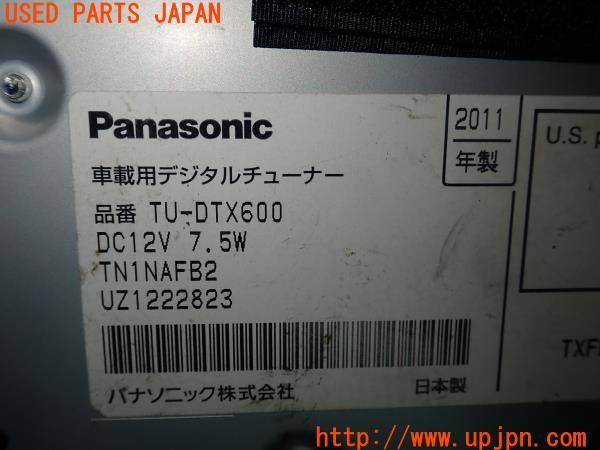 USED PARTS JAPAN
Panasonic
2011
年製
車載用デジタルチューナー
品番 TU-DTX600
DC12V 7.5W
TN1NAFB2
UZ1222823
パナソニック株式会社
日本製
U.S.
http://www.upjpn.com